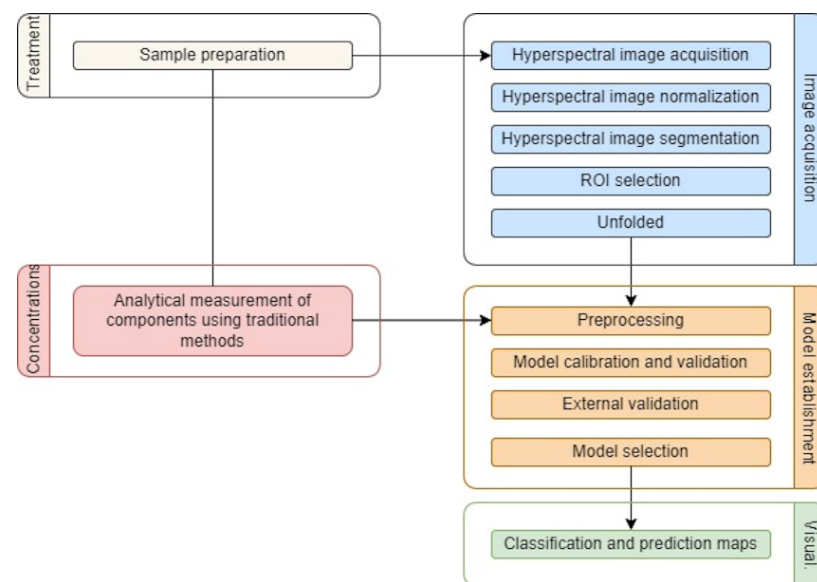 Treatment
Sample preparation
Hyperspectral image acquisition
Hyperspectral image normalization
Hyperspectral image segmentation
ROI selection
Unfolded
Image acquisition
Concentrations
Analytical measurement of
components using traditional
methods
Preprocessing
Model calibration and validation
External validation
Model selection
Model establishment
Classification and prediction maps
Visual.